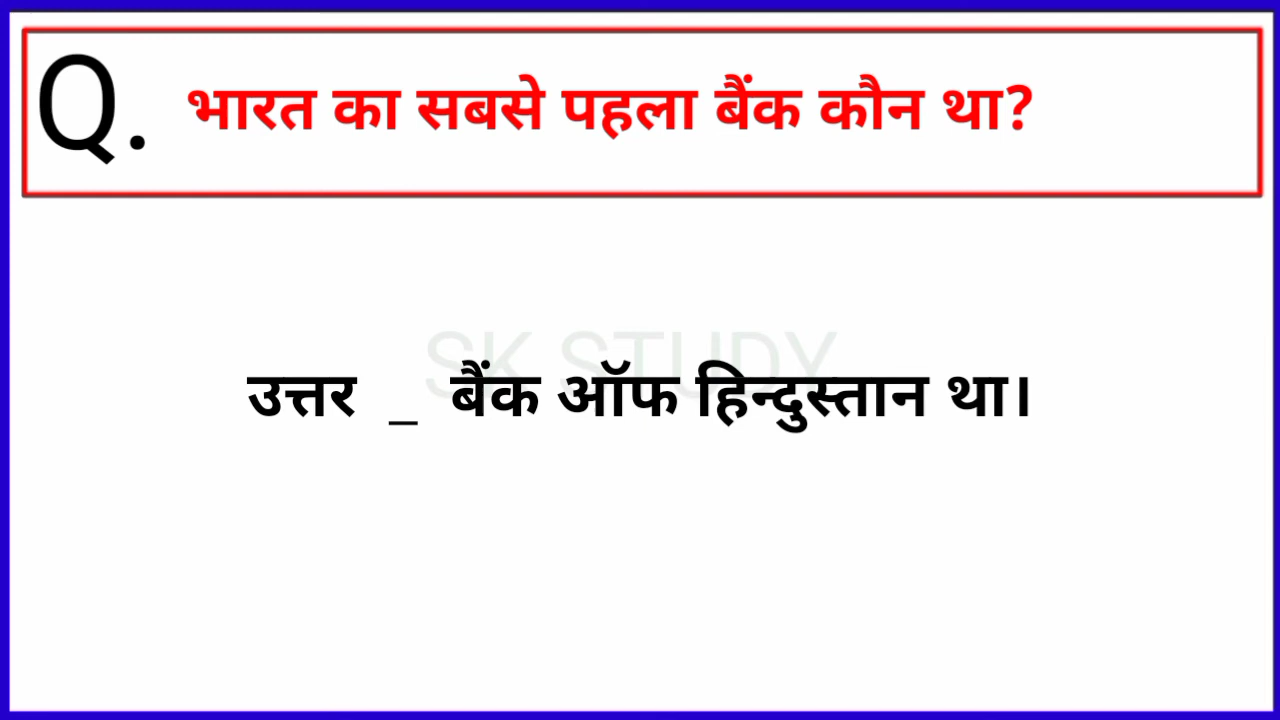 Q. भारत का सबसे पहला बैंक कौन था?
SK STUDY
उत्तर _ बैंक ऑफ हिन्दुस्तान था।